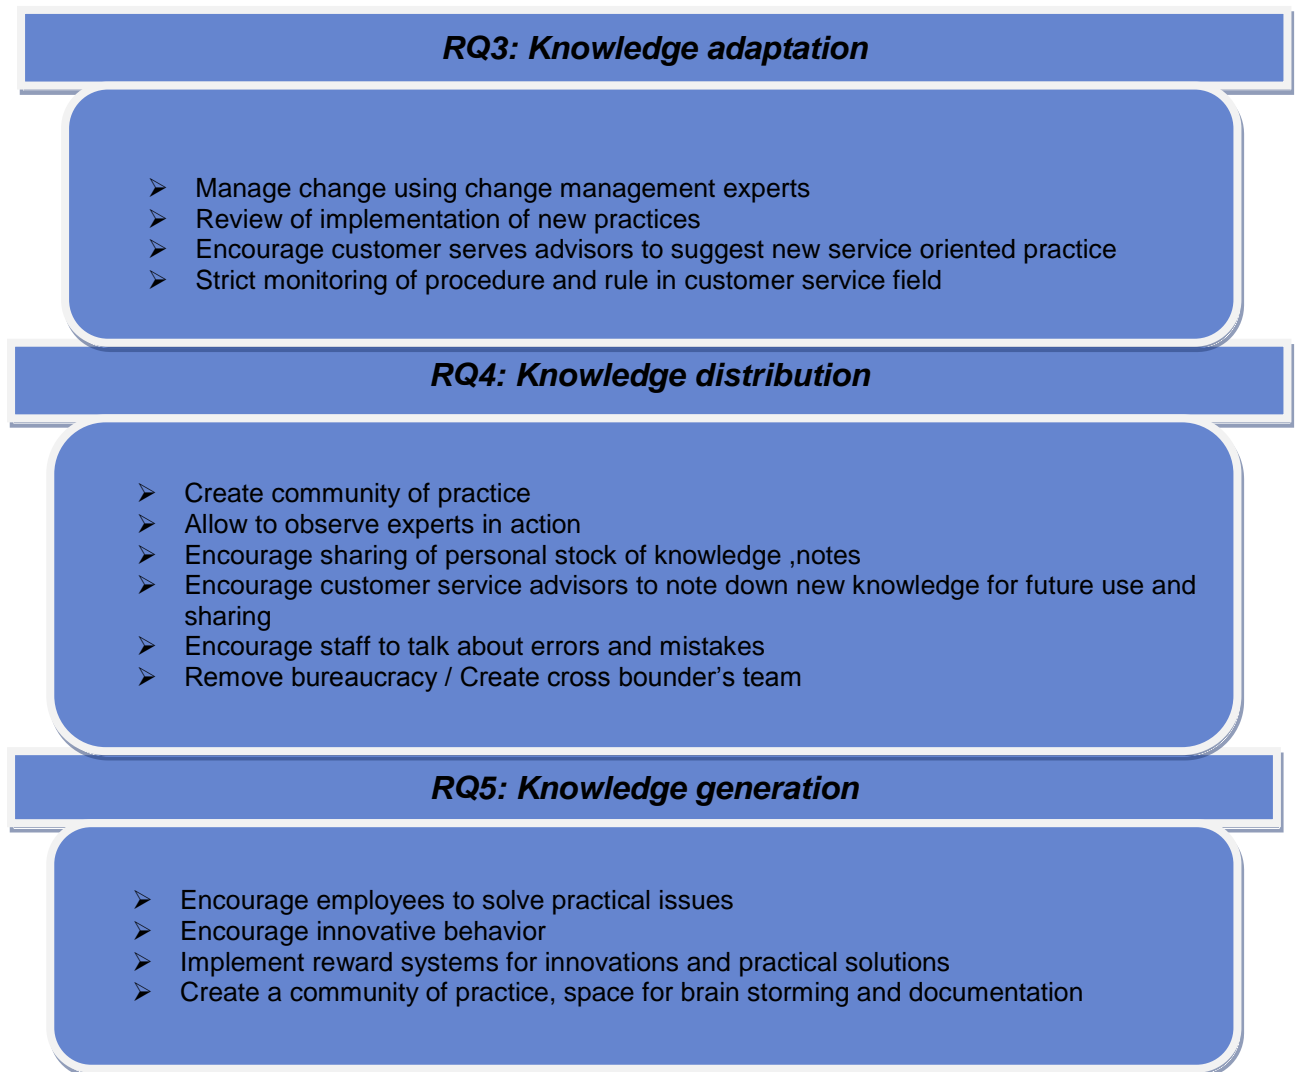 RQ3: Knowledge adaptation
➢ Manage change using change management experts
➢ Review of implementation of new practices
➢ Encourage customer serves advisors to suggest new service oriented practice
➢ Strict monitoring of procedure and rule in customer service field
RQ4: Knowledge distribution
➢ Create community of practice
➢ Allow to observe experts in action
➢ Encourage sharing of personal stock of knowledge ,notes
➢ Encourage customer service advisors to note down new knowledge for future use and
sharing
➢ Encourage staff to talk about errors and mistakes
➢ Remove bureaucracy / Create cross bounder’s team
RQ5: Knowledge generation
➢ Encourage employees to solve practical issues
➢ Encourage innovative behavior
➢ Implement reward systems for innovations and practical solutions
➢ Create a community of practice, space for brain storming and documentation